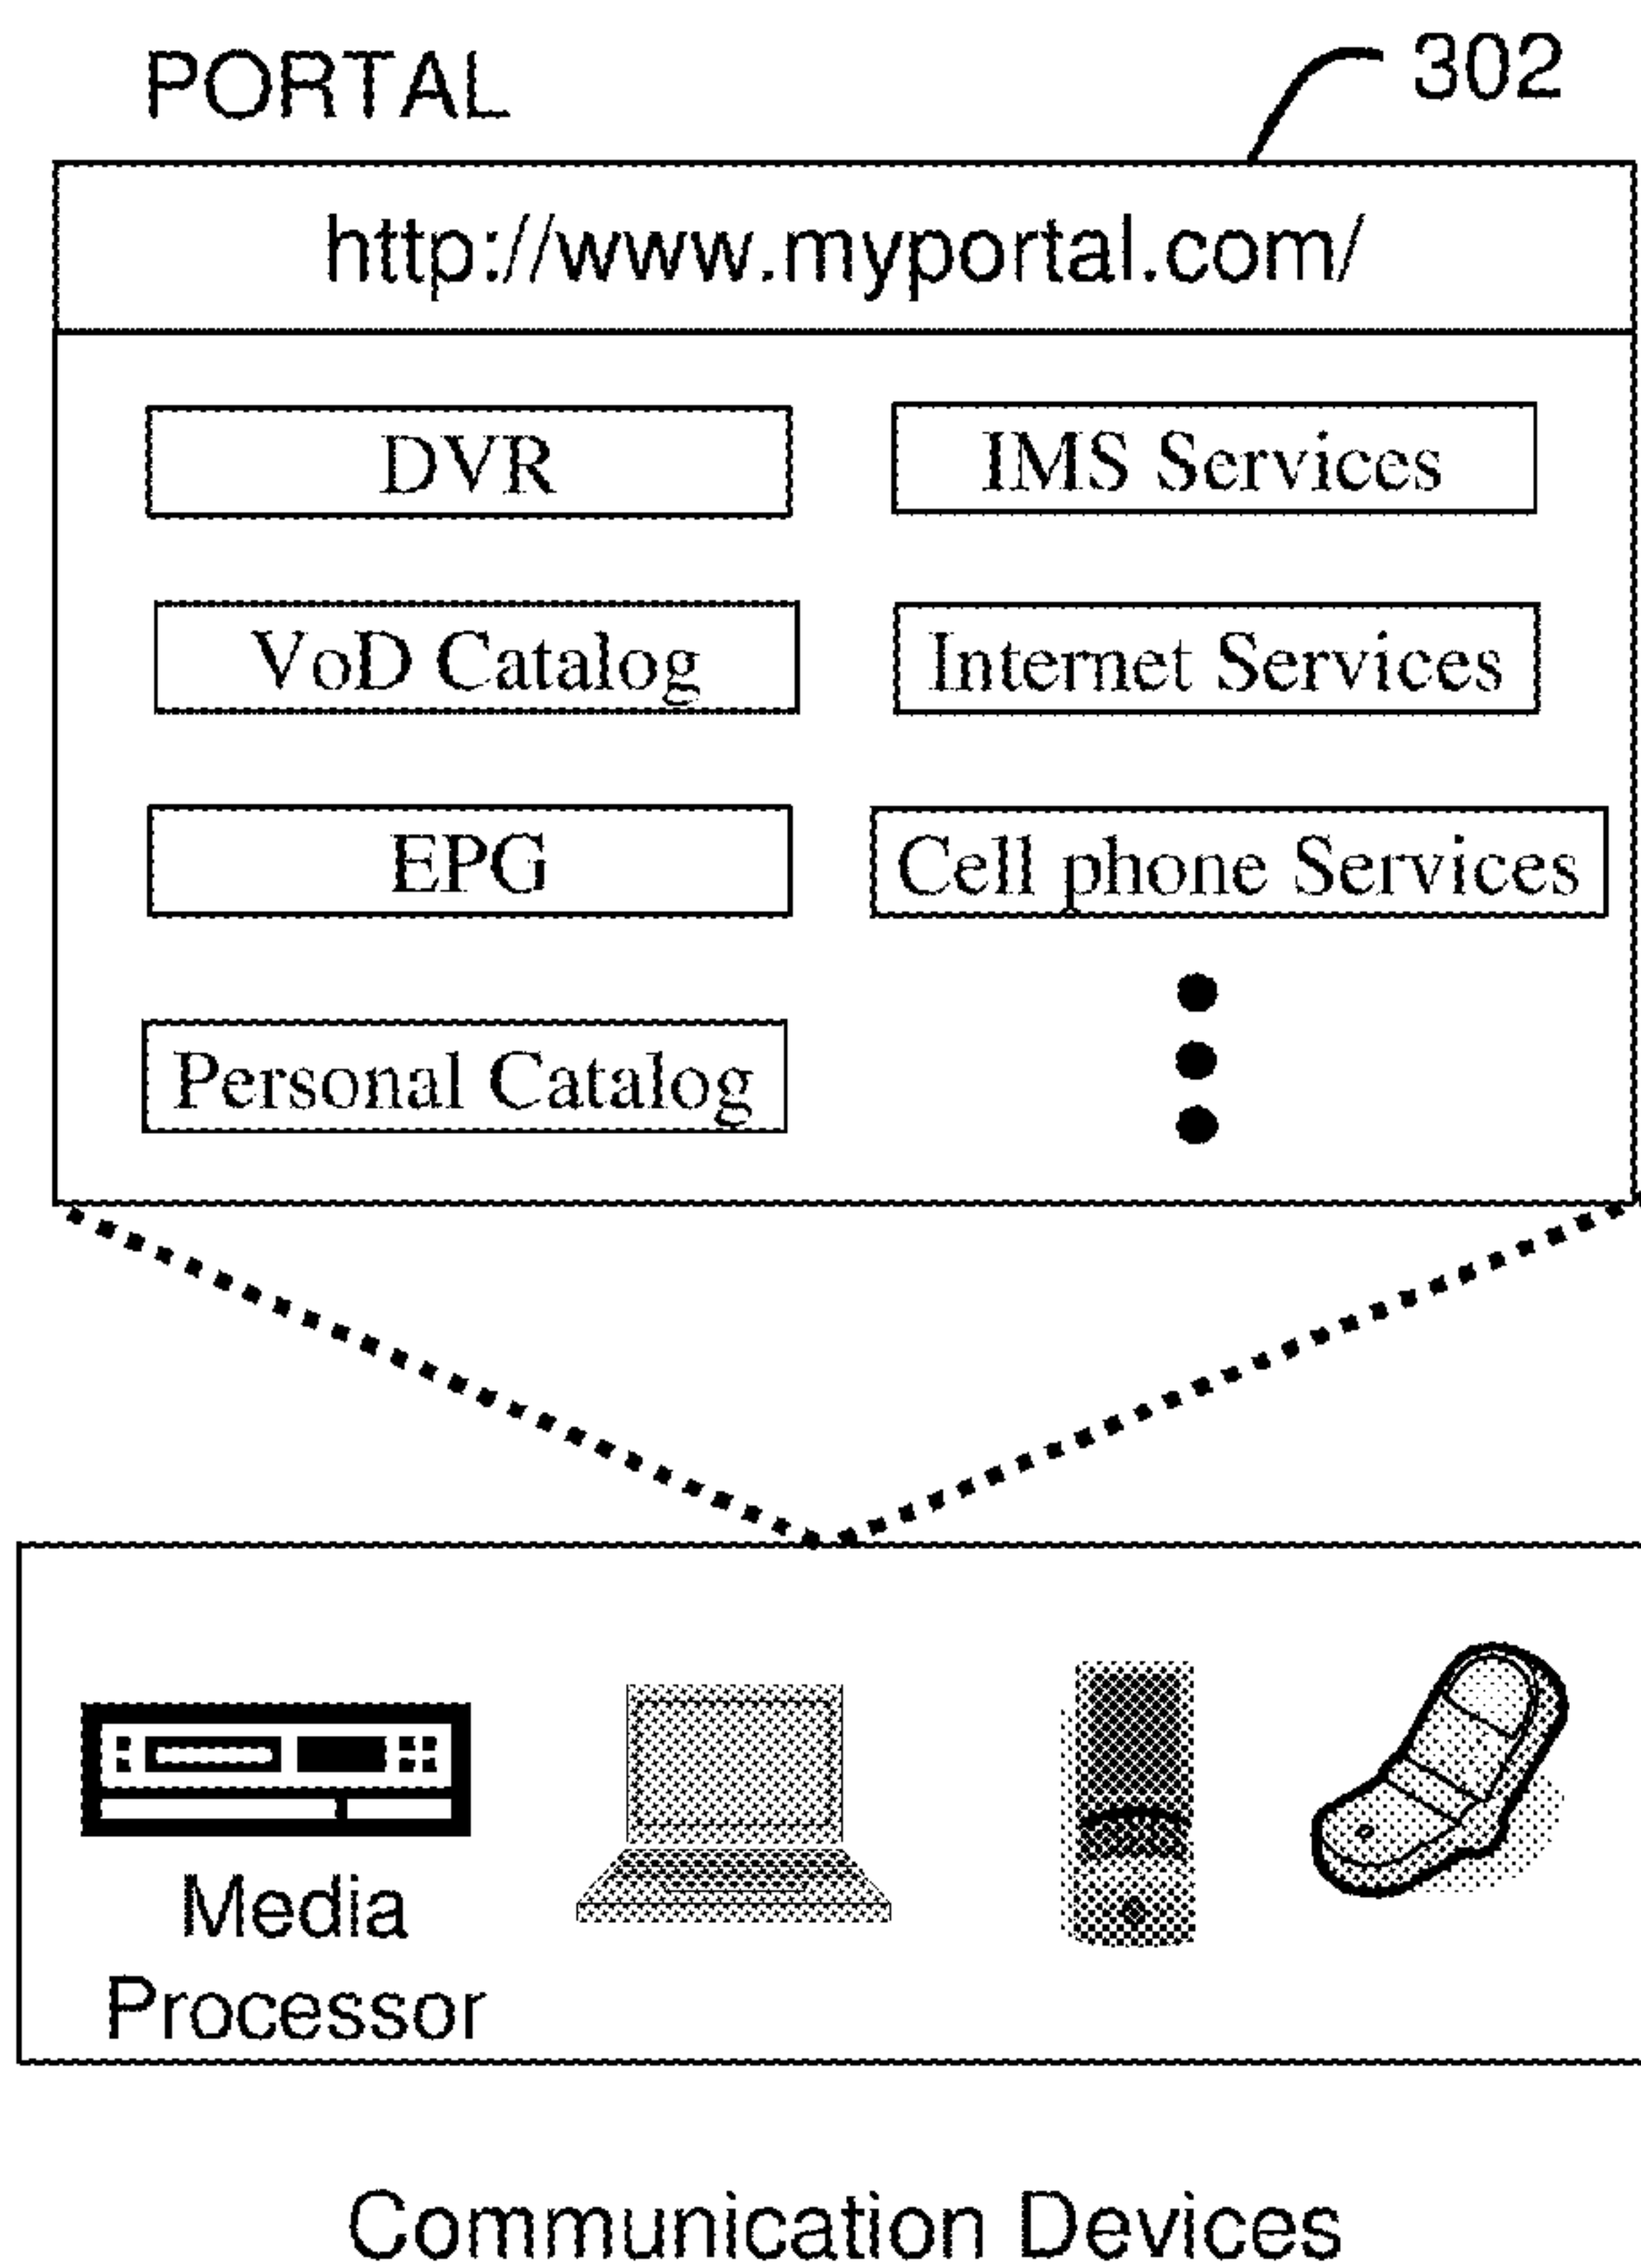 PORTAL
302
http://www.myportal.com/
DVR
IMS Services
VoD Catalog
Internet Services
EPG
Cell phone Services
Personal Catalog
Media
Processor
Communication Devices